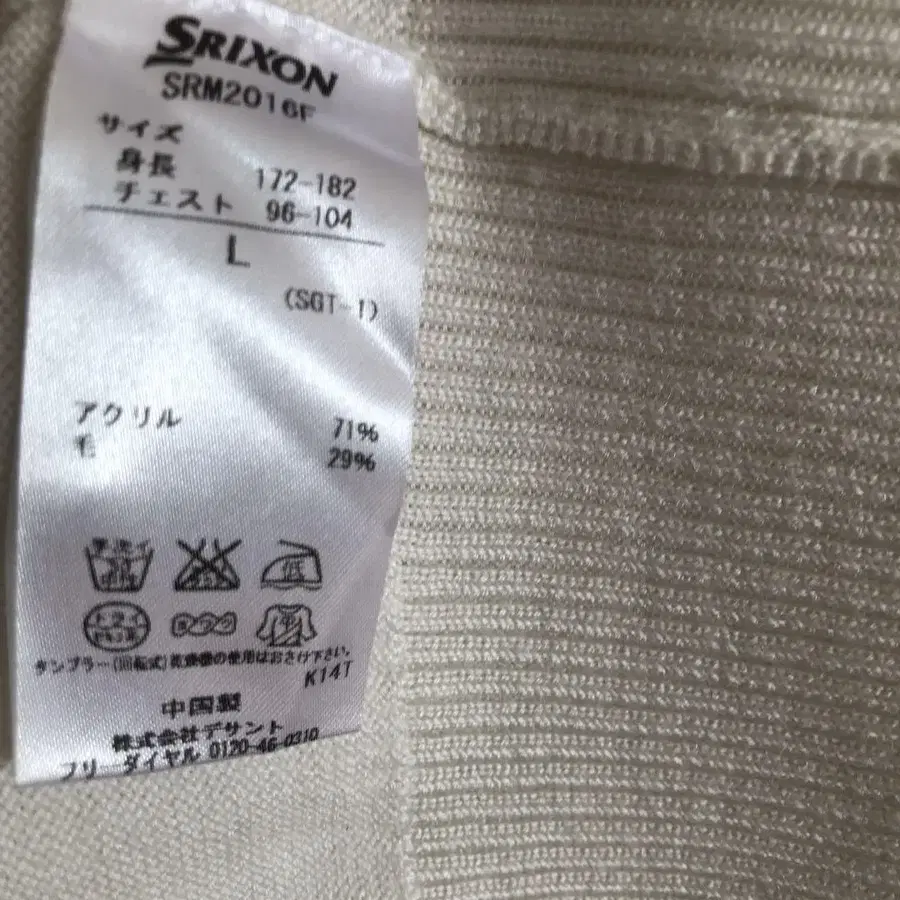 SRIXON
SRM2016F
サイズ
身長 172-182
チェスト 96-104
L
(SGT-1)
アクリル 71%
毛 29%
低
タンブラー(回転式)乾燥機の使用はおさけ下さい。
K14T
中国製
株式会社デサント
フリーダイヤル 0120-46-0310